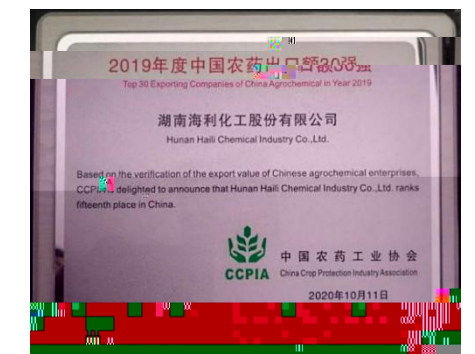 2019年度中国农药出口额30强
Top 30 Exporting Companies of China Agrochemical in Year 2019
湖南海利化工股份有限公司
Hunan Haili Chemical Industry Co.,Ltd.
Based on the verification of the export value of Chinese agrochemical enterprises,
delighted to announce that Hunan Haili Chemical Industry Co.,Ltd. ranks
fifteenth place in China.
CCPIA
中国农药工业协会
China Crop Protection Industry Association
2020年10月11日